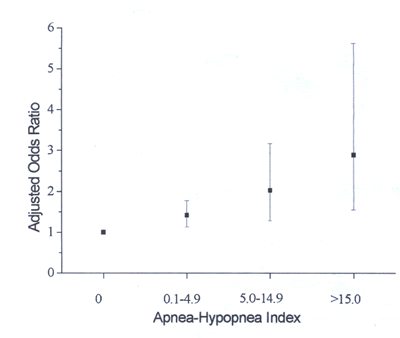 6
5
4
3
2
1
0
Adjusted Odds Ratio
0 0.1-4.9 5.0-14.9 >15.0
Apnea-Hypopnea Index